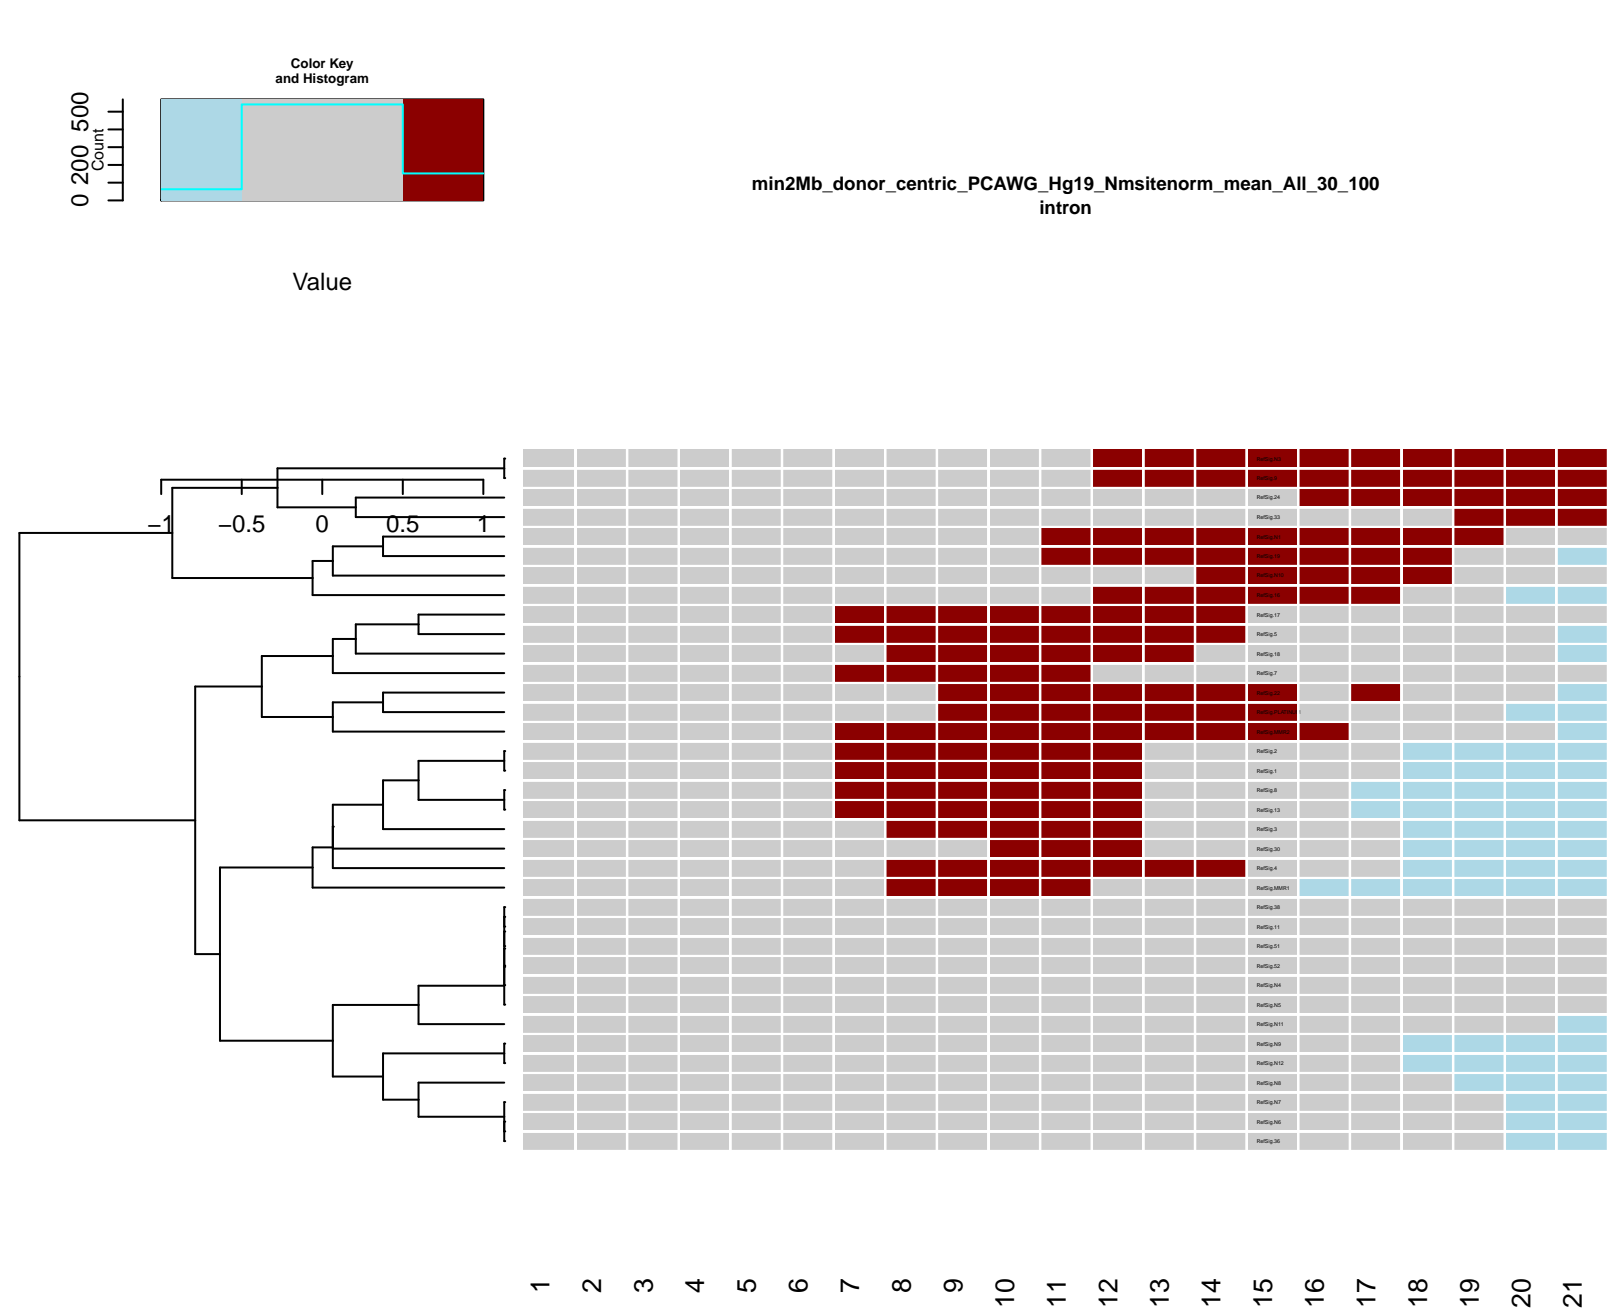 Color Key
and Histogram
0 200 500
Count
Value
min2Mb_donor_centric_PCAWG_Hg19_Nmsitenorm_mean_All_30_100
intron
−1 −0.5 0 0.5 1
RefSig.24
RefSig.33
RefSig.17
RefSig.5
RefSig.18
RefSig.7
RefSig.2
RefSig.1
RefSig.8
RefSig.13
RefSig.3
RefSig.30
RefSig.4
RefSig.MMR1
RefSig.38
RefSig.11
RefSig.51
RefSig.52
RefSig.N4
RefSig.N5
RefSig.N11
RefSig.N9
RefSig.N12
RefSig.N8
RefSig.N7
RefSig.N6
RefSig.36
1 2 3 4 5 6 7 8 9 10 11 12 13 14 15 16 17 18 19 20 21